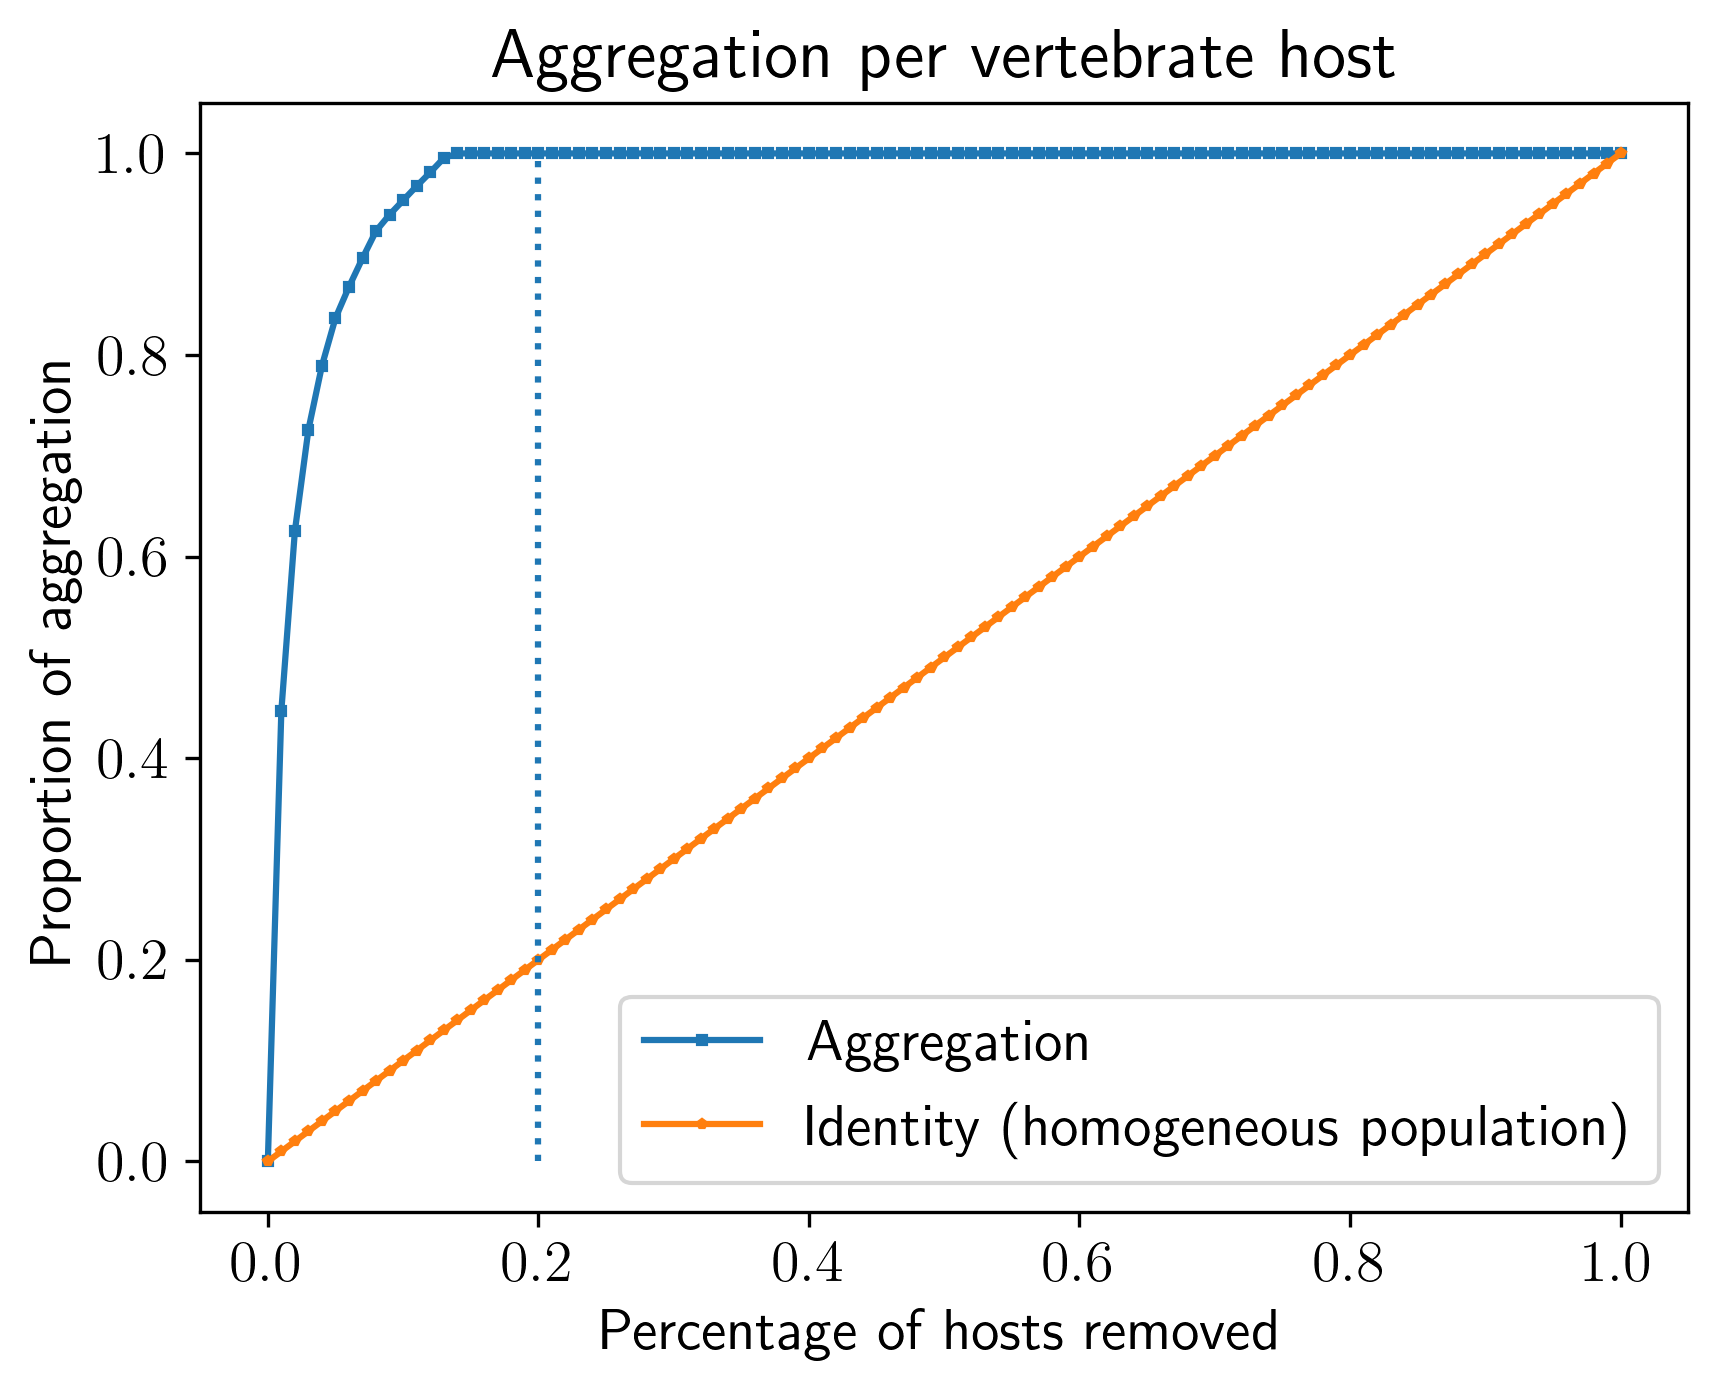 Aggregation per vertebrate host
Proportion of aggregation
1.0
0.8
0.6
0.4
0.2
0.0
Aggregation
Identity (homogeneous population)
0.0 0.2 0.4 0.6 0.8 1.0
Percentage of hosts removed